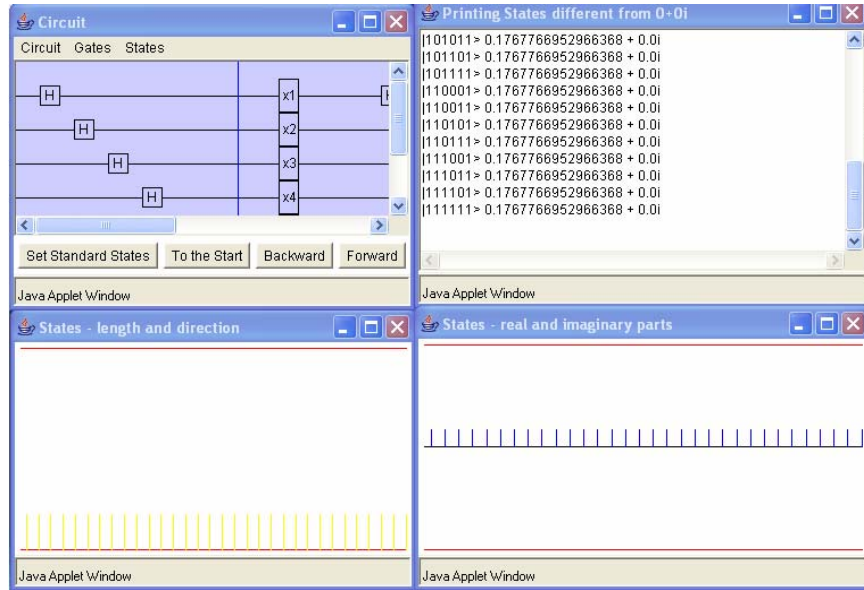 Circuit
Circuit Gates States
H
x1
H
x2
H
x3
H
x4
Set Standard States To the Start Backward Forward
Java Applet Window
Printing States different from 0+0i
|101011> 0.1767766952966368 + 0.0i
|101101> 0.1767766952966368 + 0.0i
|101111> 0.1767766952966368 + 0.0i
|110001> 0.1767766952966368 + 0.0i
|110011> 0.1767766952966368 + 0.0i
|110101> 0.1767766952966368 + 0.0i
|110111> 0.1767766952966368 + 0.0i
|111001> 0.1767766952966368 + 0.0i
|111011> 0.1767766952966368 + 0.0i
|111101> 0.1767766952966368 + 0.0i
|111111> 0.1767766952966368 + 0.0i
Java Applet Window
States - length and direction
Java Applet Window
States - real and imaginary parts
Java Applet Window